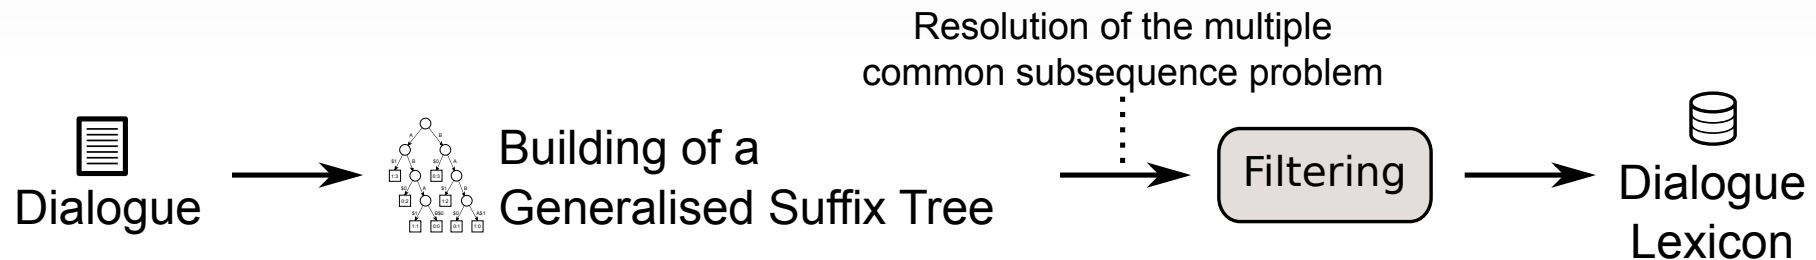 Resolution of the multiple
common subsequence problem
Dialogue
Building of a
Generalised Suffix Tree
Filtering
Dialogue
Lexicon